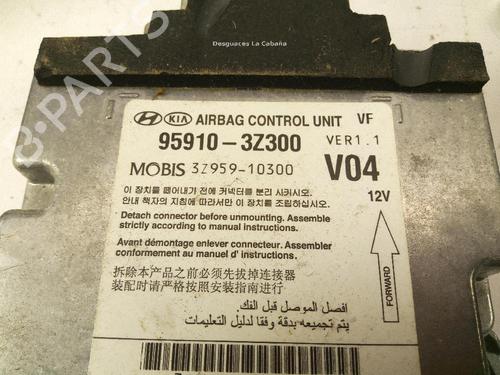 Desguaces La Cabaña
HYUNDAI KIA AIRBAG CONTROL UNIT VF
95910-3Z300 VER1.1
MOBIS 3Z959-10300 V04
이 장치를 떼어내기 전에 커넥터를 분리 시키시오.
안내 책자의 지침에 따라서만 이 장치를 조립하십시오. 12V
Detach connector before unmounting. Assemble
strictly according to manual instructions.
Avant démontage enlever connecteur. Assembler
conformement au manuel d' instructions.
FORWARD
拆除本产品之前必须先拔掉连接器
装配时请严格按照安装指南进行
افصل الموصل قبل الفك.
يتم تجميعه بدقة وفقا لدليل التعليمات